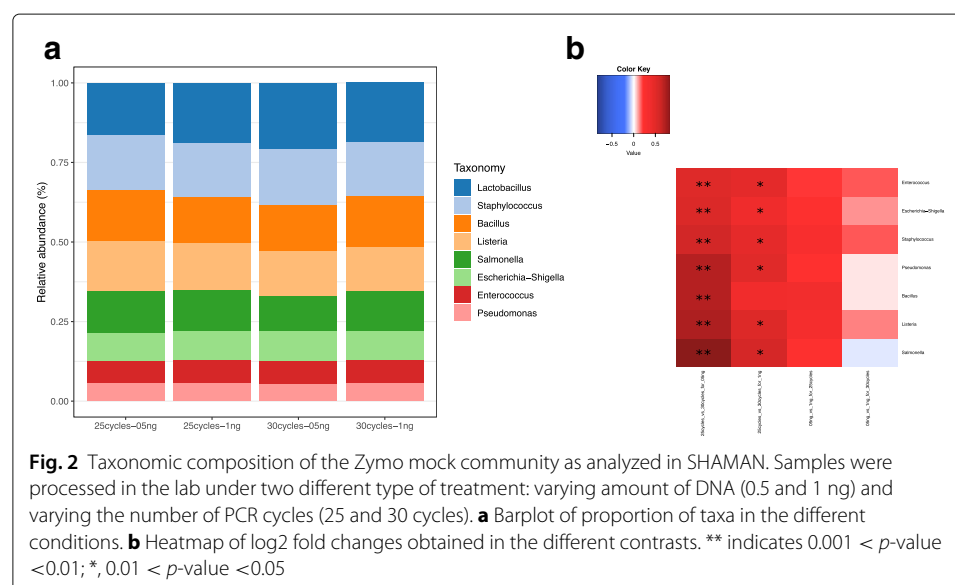 a
b
1.00
0.75
0.50
0.25
0.00
Relative abundance (%)
25cycles-05ng
25cycles-1ng
30cycles-05ng
30cycles-1ng
Taxonomy
Lactobacillus
Staphylococcus
Bacillus
Listeria
Salmonella
Escherichia-Shigella
Enterococcus
Pseudomonas
Color Key
−0.5
0
0.5
Value
** *
** *
** *
** *
**
** *
** *
Enterococcus
Escherichia−Shigella
Staphylococcus
Pseudomonas
Bacillus
Listeria
Salmonella
25cycles_vs_30cycles_for_05ng
25cycles_vs_30cycles_for_1ng
05ng_vs_1ng_for_25cycles
05ng_vs_1ng_for_30cycles
Fig. 2 Taxonomic composition of the Zymo mock community as analyzed in SHAMAN. Samples were
processed in the lab under two different type of treatment: varying amount of DNA (0.5 and 1 ng) and
varying the number of PCR cycles (25 and 30 cycles). a Barplot of proportion of taxa in the different
conditions. b Heatmap of log2 fold changes obtained in the different contrasts. ** indicates 0.001 < p-value
<0.01; *, 0.01 < p-value <0.05